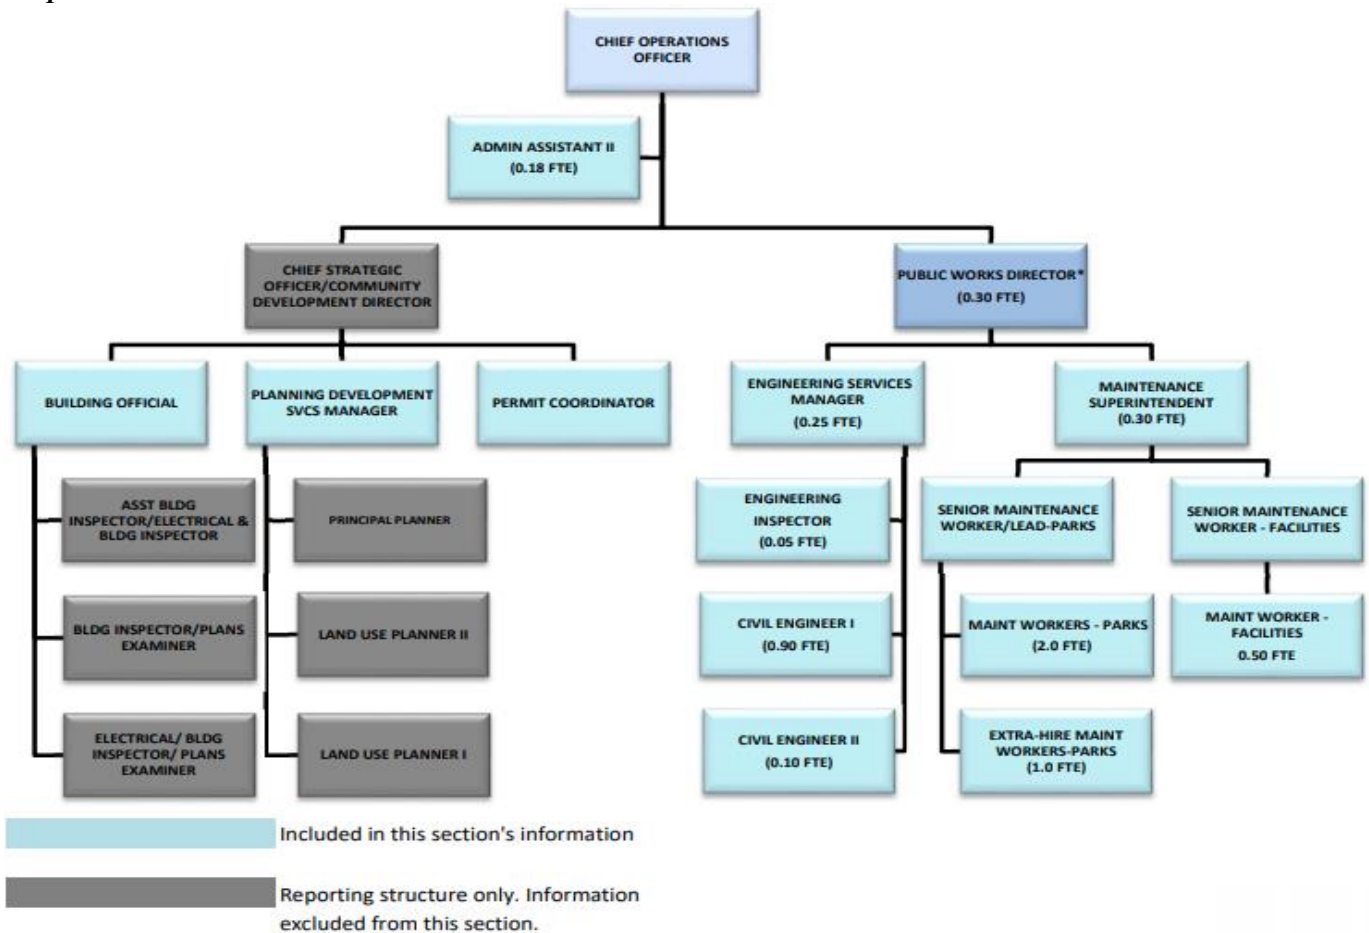 CHIEF OPERATIONS
OFFICER
ADMIN ASSISTANT II
(0.18 FTE)
CHIEF STRATEGIC
OFFICER/COMMUNITY
DEVELOPMENT DIRECTOR
PUBLIC WORKS DIRECTOR*
(0.30 FTE)
BUILDING OFFICIAL
PLANNING DEVELOPMENT
SVCS MANAGER
PERMIT COORDINATOR
ENGINEERING SERVICES
MANAGER
(0.25 FTE)
MAINTENANCE
SUPERINTENDENT
(0.30 FTE)
ASST BLDG
INSPECTOR/ELECTRICAL &
BLDG INSPECTOR
PRINCIPAL PLANNER
ENGINEERING
INSPECTOR
(0.05 FTE)
SENIOR MAINTENANCE
WORKER/LEAD-PARKS
SENIOR MAINTENANCE
WORKER - FACILITIES
BLDG INSPECTOR/PLANS
EXAMINER
LAND USE PLANNER II
CIVIL ENGINEER I
(0.90 FTE)
MAINT WORKERS - PARKS
(2.0 FTE)
MAINT WORKER -
FACILITIES
0.50 FTE
ELECTRICAL/ BLDG
INSPECTOR/ PLANS
EXAMINER
LAND USE PLANNER I
CIVIL ENGINEER II
(0.10 FTE)
EXTRA-HIRE MAINT
WORKERS-PARKS
(1.0 FTE)
Included in this section's information
Reporting structure only. Information
excluded from this section.